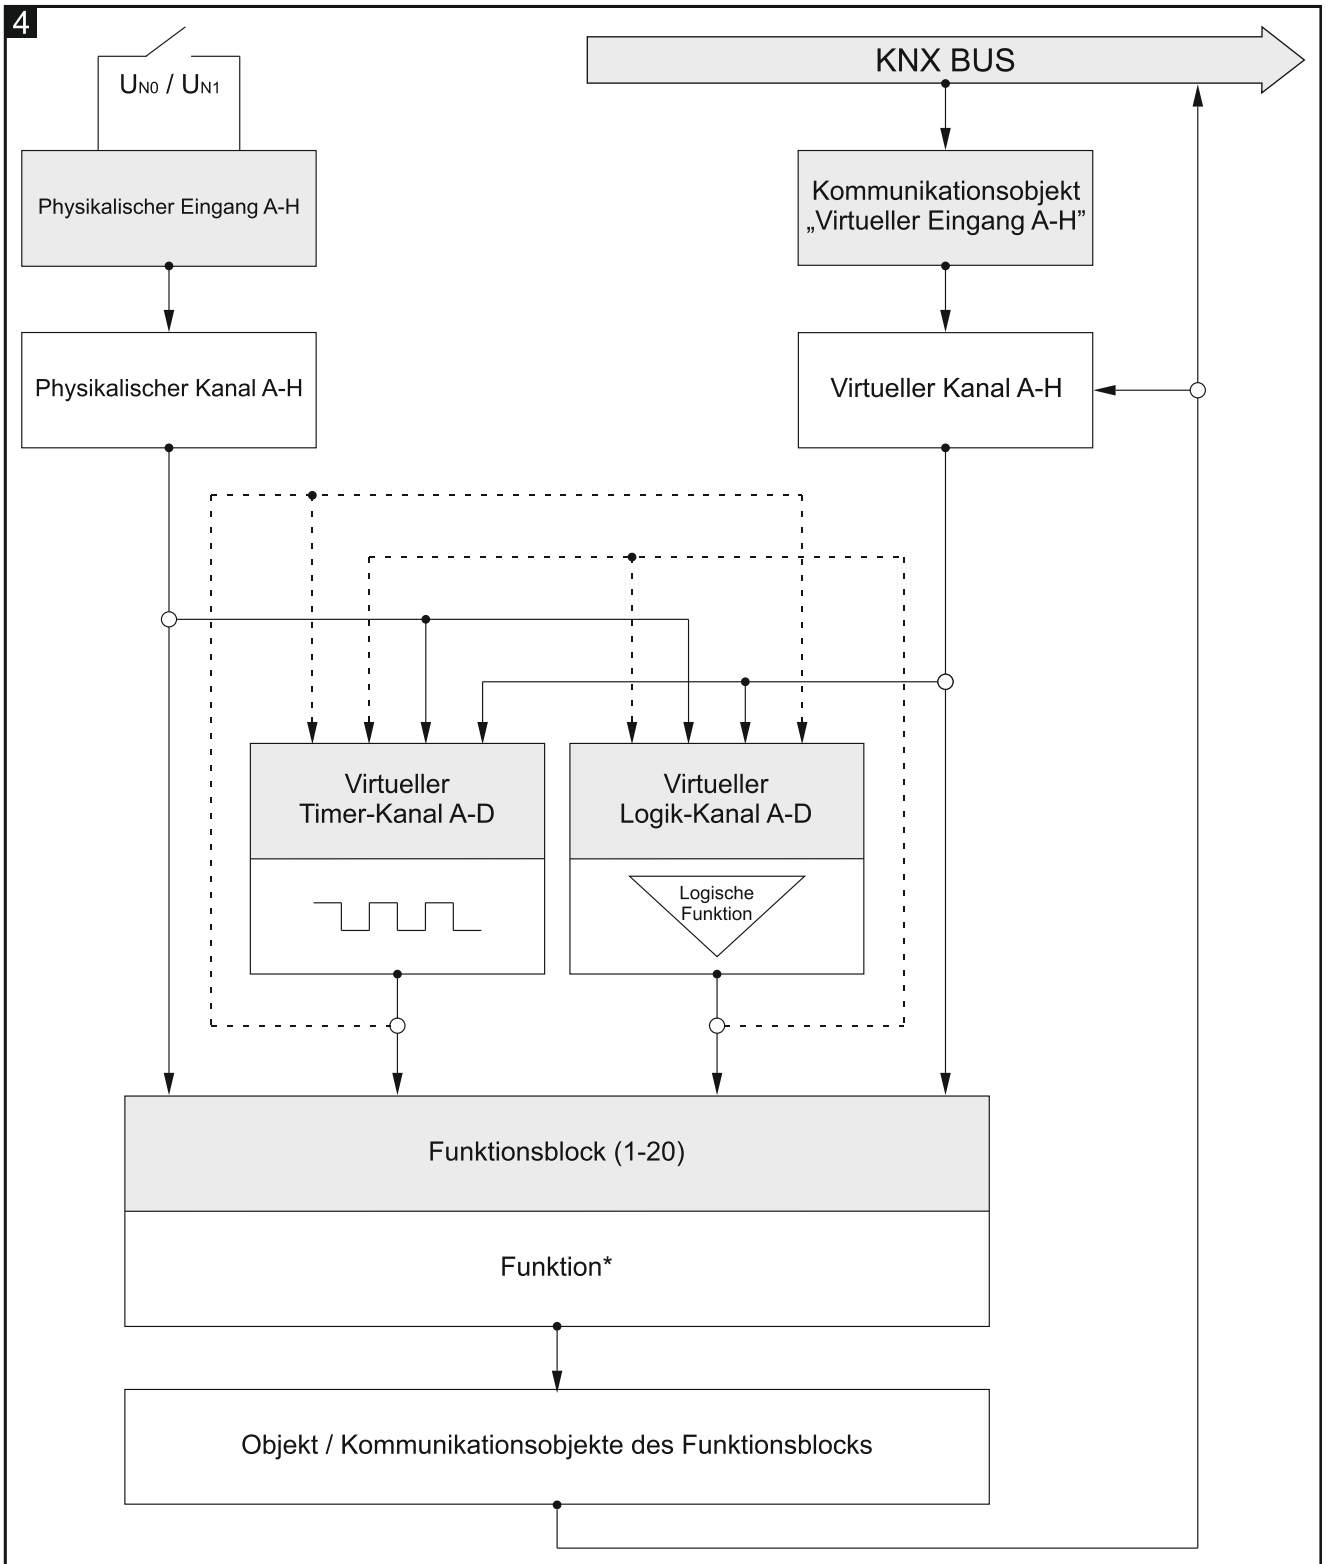 4
UN0 / UN1
KNX BUS
Physikalischer Eingang A-H
Kommunikationsobjekt
„Virtueller Eingang A-H”
Physikalischer Kanal A-H
Virtueller Kanal A-H
Virtueller
Timer-Kanal A-D
Virtueller
Logik-Kanal A-D
Logische
Funktion
Funktionsblock (1-20)
Funktion*
Objekt / Kommunikationsobjekte des Funktionsblocks